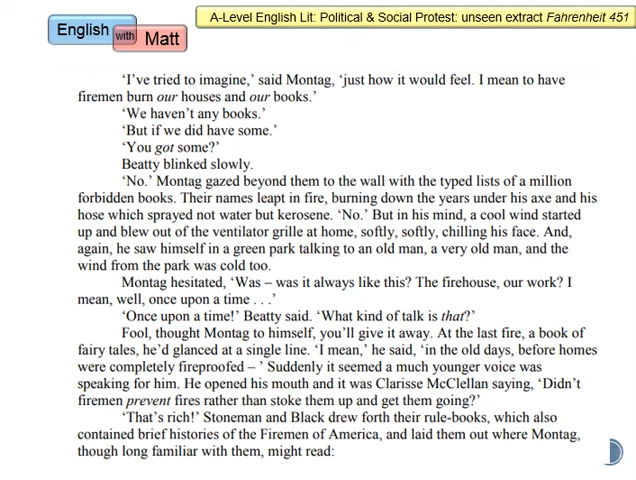 English with Matt
A-Level English Lit: Political & Social Protest: unseen extract Fahrenheit 451
‘I’ve tried to imagine,’ said Montag, ‘just how it would feel. I mean to have
firemen burn our houses and our books.’
‘We haven’t any books.’
‘But if we did have some.’
‘You got some?’
Beatty blinked slowly.
‘No.’ Montag gazed beyond them to the wall with the typed lists of a million
forbidden books. Their names leapt in fire, burning down the years under his axe and his
hose which sprayed not water but kerosene. ‘No.’ But in his mind, a cool wind started
up and blew out of the ventilator grille at home, softly, softly, chilling his face. And,
again, he saw himself in a green park talking to an old man, a very old man, and the
wind from the park was cold too.
Montag hesitated, ‘Was – was it always like this? The firehouse, our work? I
mean, well, once upon a time . . .’
‘Once upon a time!’ Beatty said. ‘What kind of talk is that?’
Fool, thought Montag to himself, you’ll give it away. At the last fire, a book of
fairy tales, he’d glanced at a single line. ‘I mean,’ he said, ‘in the old days, before homes
were completely fireproofed – ’ Suddenly it seemed a much younger voice was
speaking for him. He opened his mouth and it was Clarisse McClellan saying, ‘Didn’t
firemen prevent fires rather than stoke them up and get them going?’
‘That’s rich!’ Stoneman and Black drew forth their rule-books, which also
contained brief histories of the Firemen of America, and laid them out where Montag,
though long familiar with them, might read: